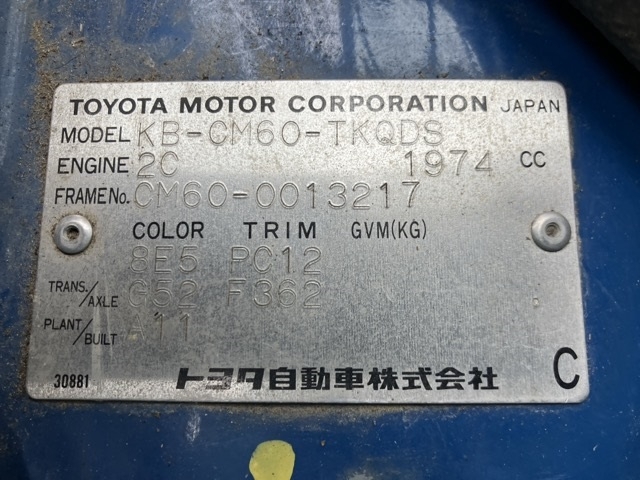 TOYOTA MOTOR CORPORATION JAPAN
MODEL KB-CM60-TKQDS
ENGINE 2C 1974 CC
FRAME No. CM60-0013217
COLOR TRIM GVM(KG)
8E5 PC12
TRANS./AXLE G52 F362
PLANT/BUILT A11
30881 トヨタ自動車株式会社 C